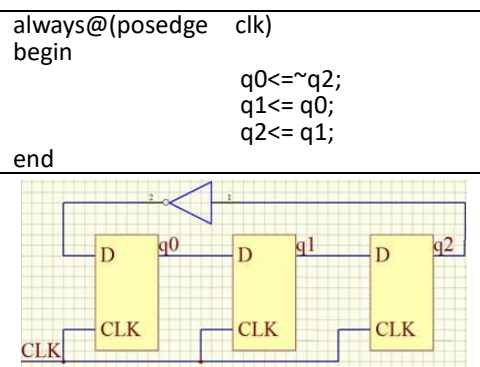 always@(posedge clk)
begin
q0<=~q2;
q1<= q0;
q2<= q1;
end
2 1
D q0 D q1 D q2
CLK CLK CLK
CLK